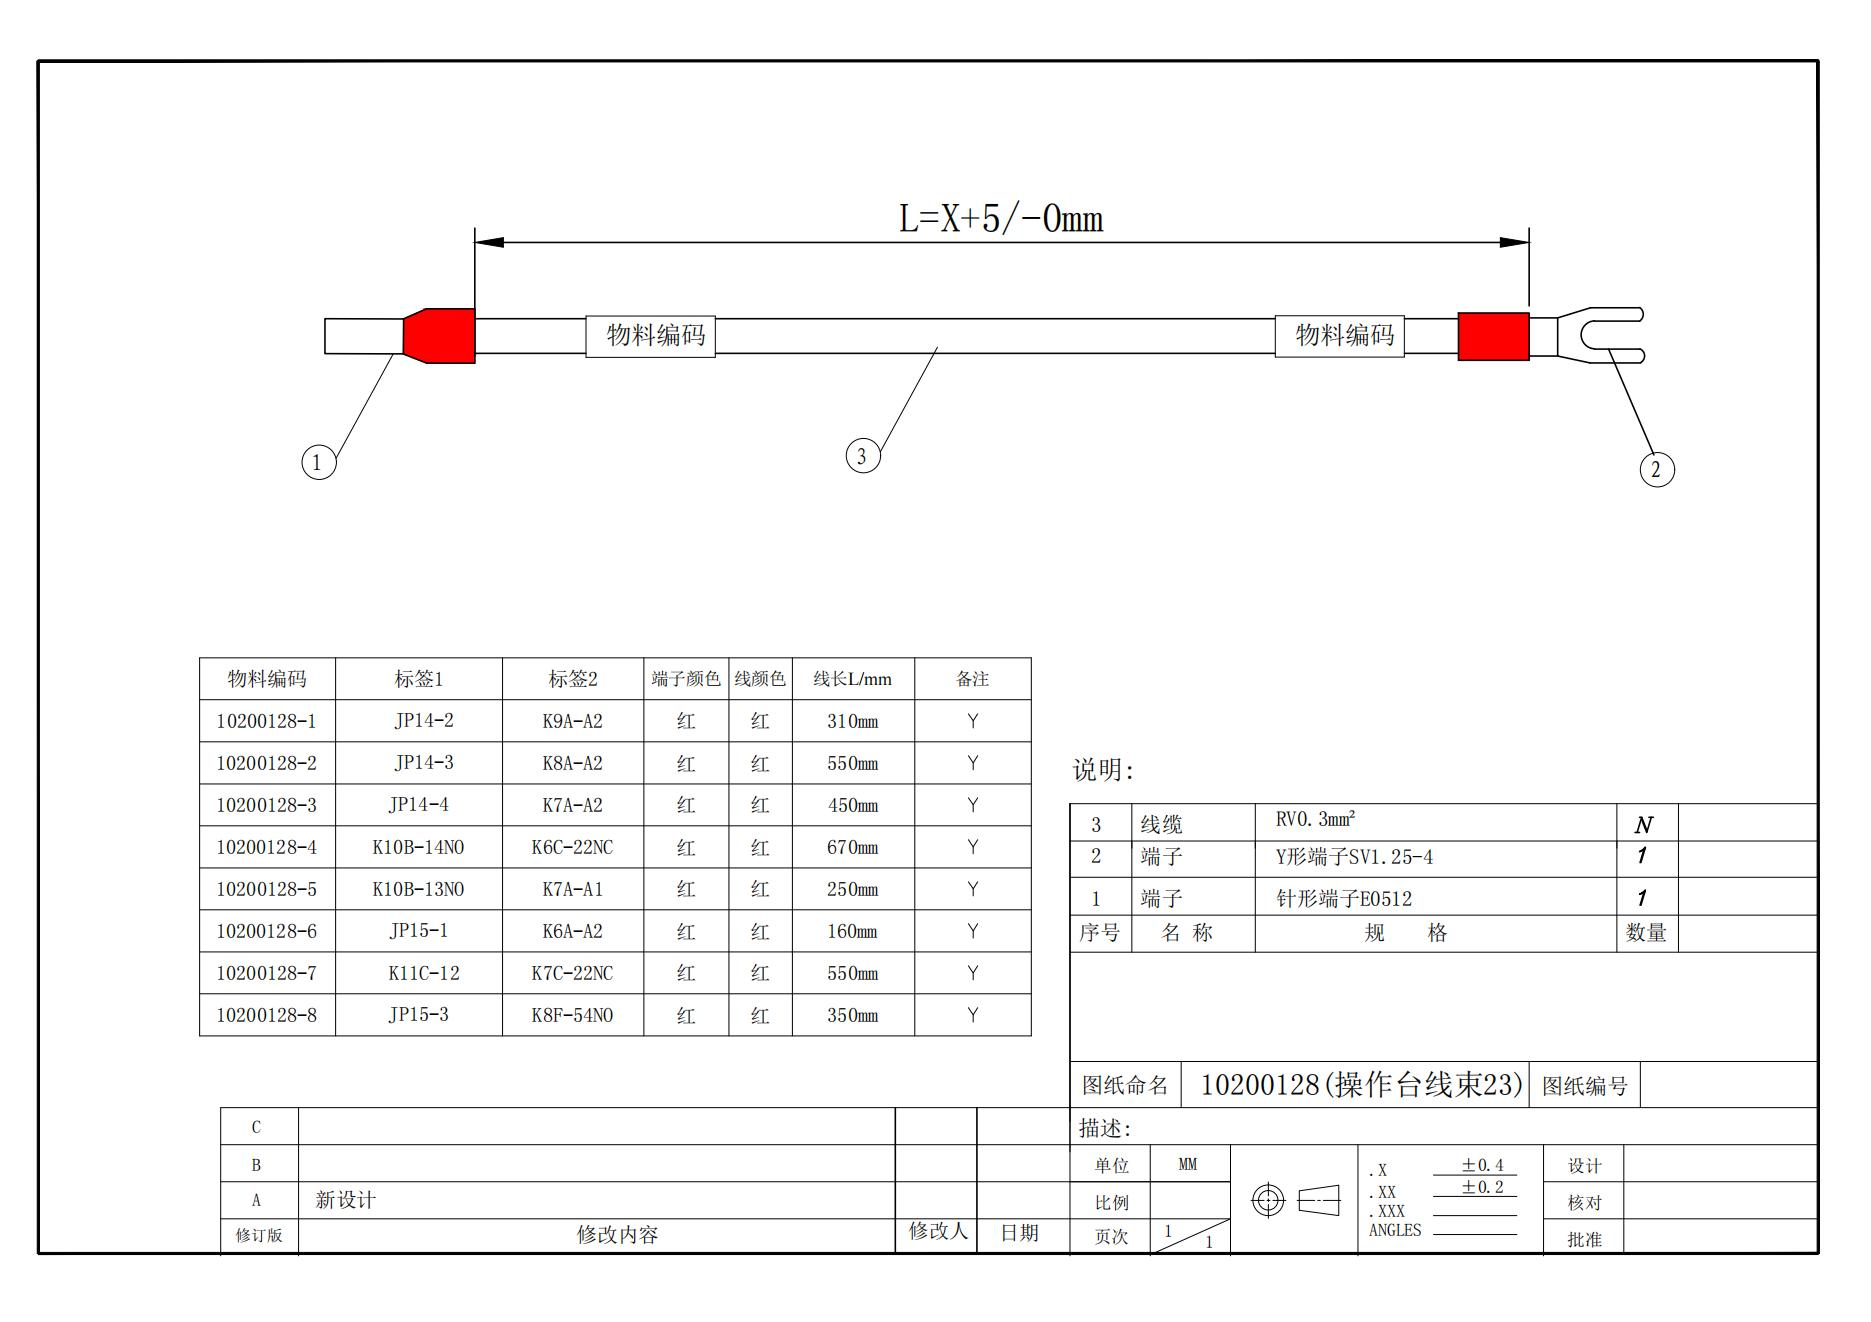 L=X+5/-0mm
物料编码 物料编码
1 3 2
物料编码 标签1 标签2 端子颜色 线颜色 线长L/mm 备注
10200128-1 JP14-2 K9A-A2 红 红 310mm Y
10200128-2 JP14-3 K8A-A2 红 红 550mm Y
10200128-3 JP14-4 K7A-A2 红 红 450mm Y
10200128-4 K10B-14NO K6C-22NC 红 红 670mm Y
10200128-5 K10B-13NO K7A-A1 红 红 250mm Y
10200128-6 JP15-1 K6A-A2 红 红 160mm Y
10200128-7 K11C-12 K7C-22NC 红 红 550mm Y
10200128-8 JP15-3 K8F-54NO 红 红 350mm Y
说明:
3 线缆 RV0.3mm² N
2 端子 Y形端子SV1.25-4 1
1 端子 针形端子E0512 1
序号 名 称 规 格 数量
图纸命名 10200128(操作台线束23) 图纸编号
描述:
C
B
A 新设计
修订版 修改内容 修改人 日期
单位 MM
比例
页次 1/1
.X ±0.4
.XX ±0.2
.XXX
ANGLES
设计
核对
批准